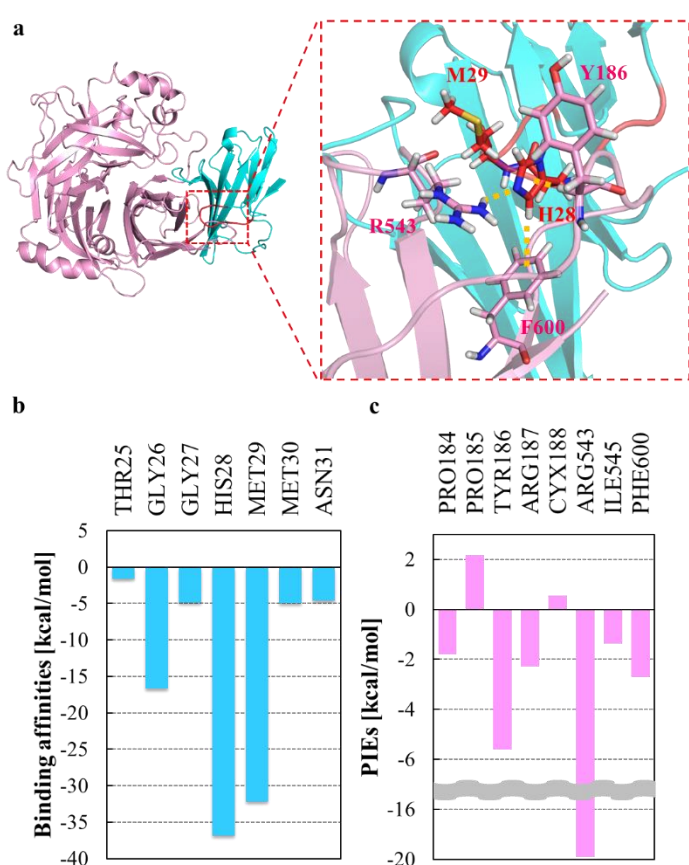 a
M29
Y186
R543
H28
F600
b
THR25
GLY26
GLY27
HIS28
MET29
MET30
ASN31
Binding affinities [kcal/mol]
5
0
-5
-10
-15
-20
-25
-30
-35
-40
c
PRO184
PRO185
TYR186
ARG187
CYX188
ARG543
ILE545
PHE600
PIEs [kcal/mol]
2
0
-2
-4
-6
-16
-20